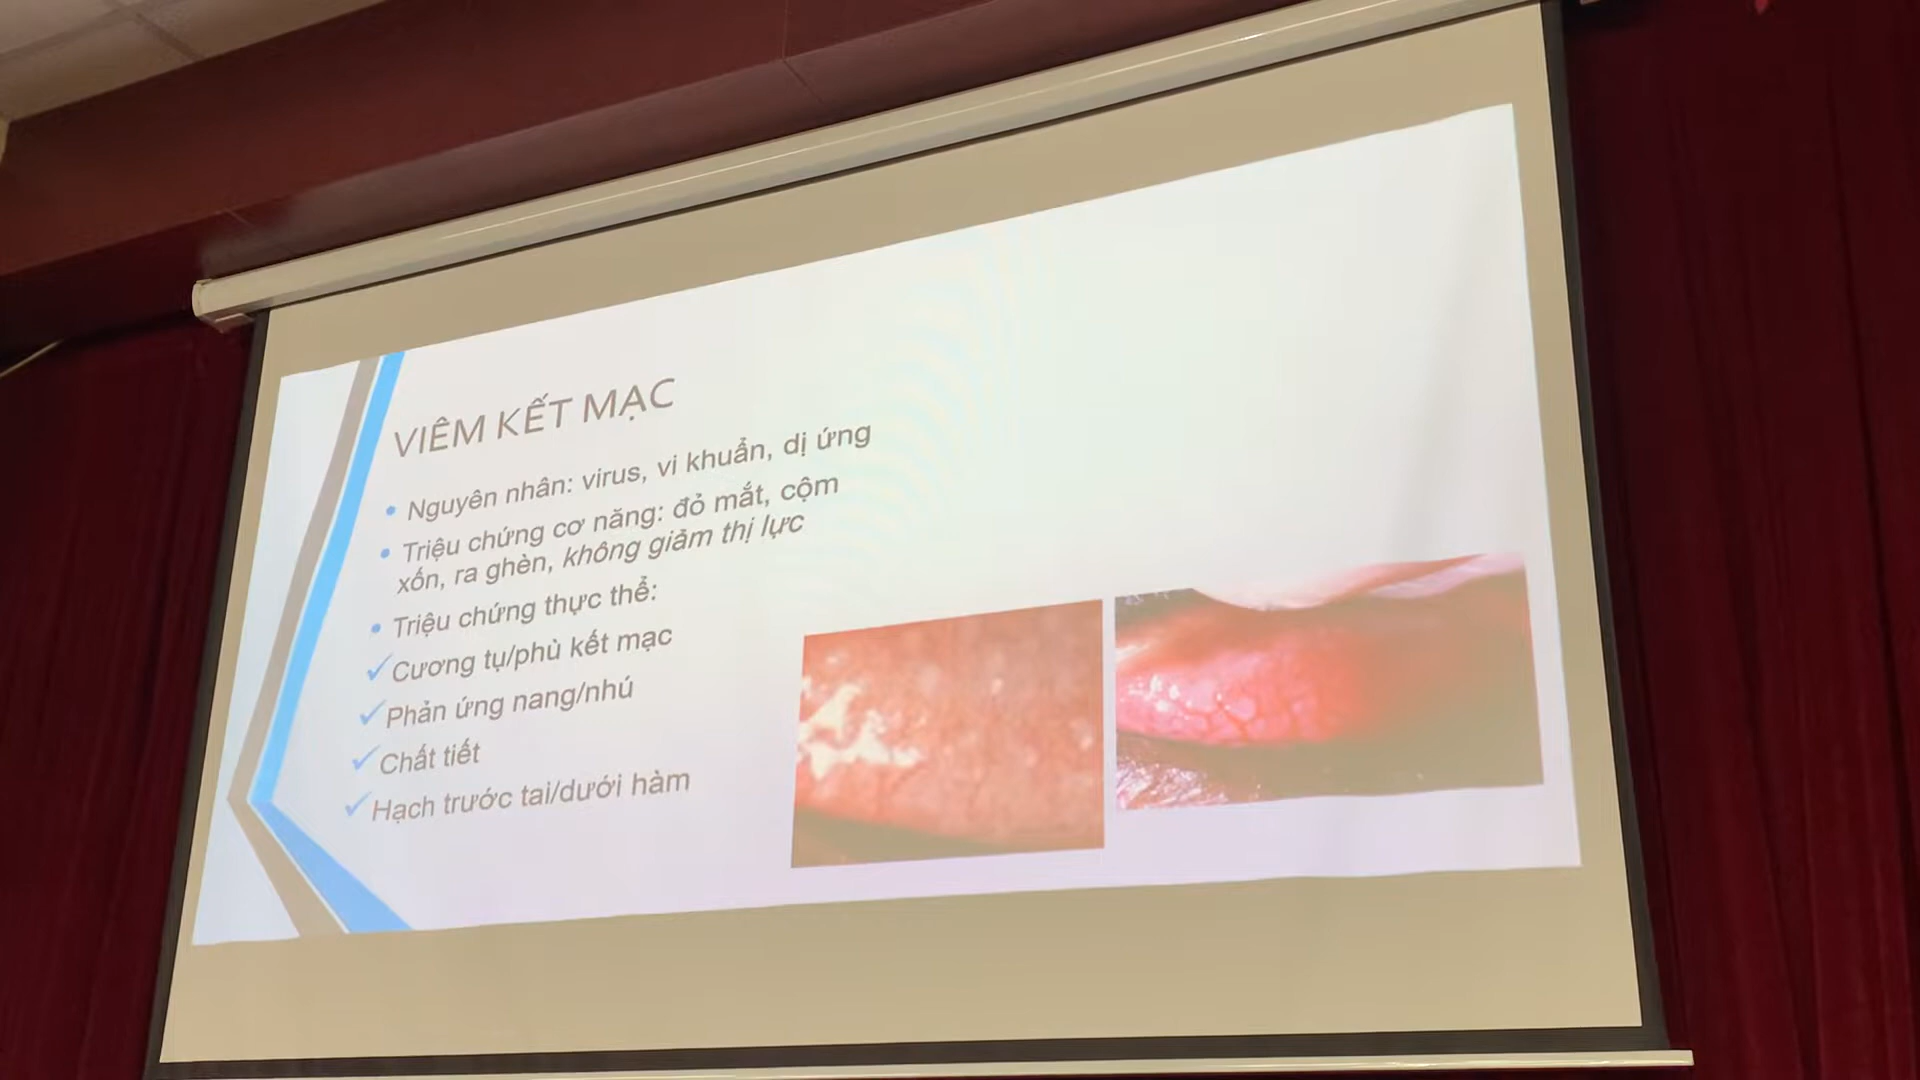 VIÊM KẾT MẠC
• Nguyên nhân: virus, vi khuẩn, dị ứng
• Triệu chứng cơ năng: đỏ mắt, cộm
xốn, ra ghèn, không giảm thị lực
• Triệu chứng thực thể:
✓ Cương tụ/phù kết mạc
✓ Phản ứng nang/nhú
✓ Chất tiết
✓ Hạch trước tai/dưới hàm